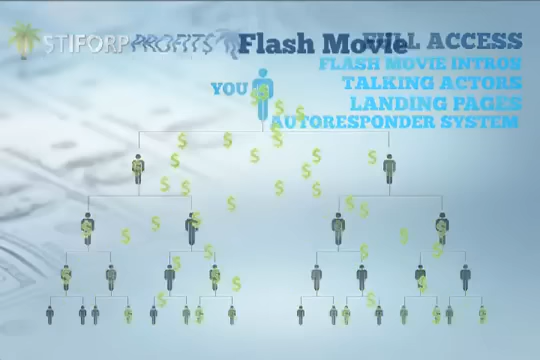 STIFORP PROFITS
Flash Movie
FULL ACCESS
FLASH MOVIE INTROS
TALKING ACTORS
LANDING PAGES
AUTORESPONDER SYSTEM
YOU